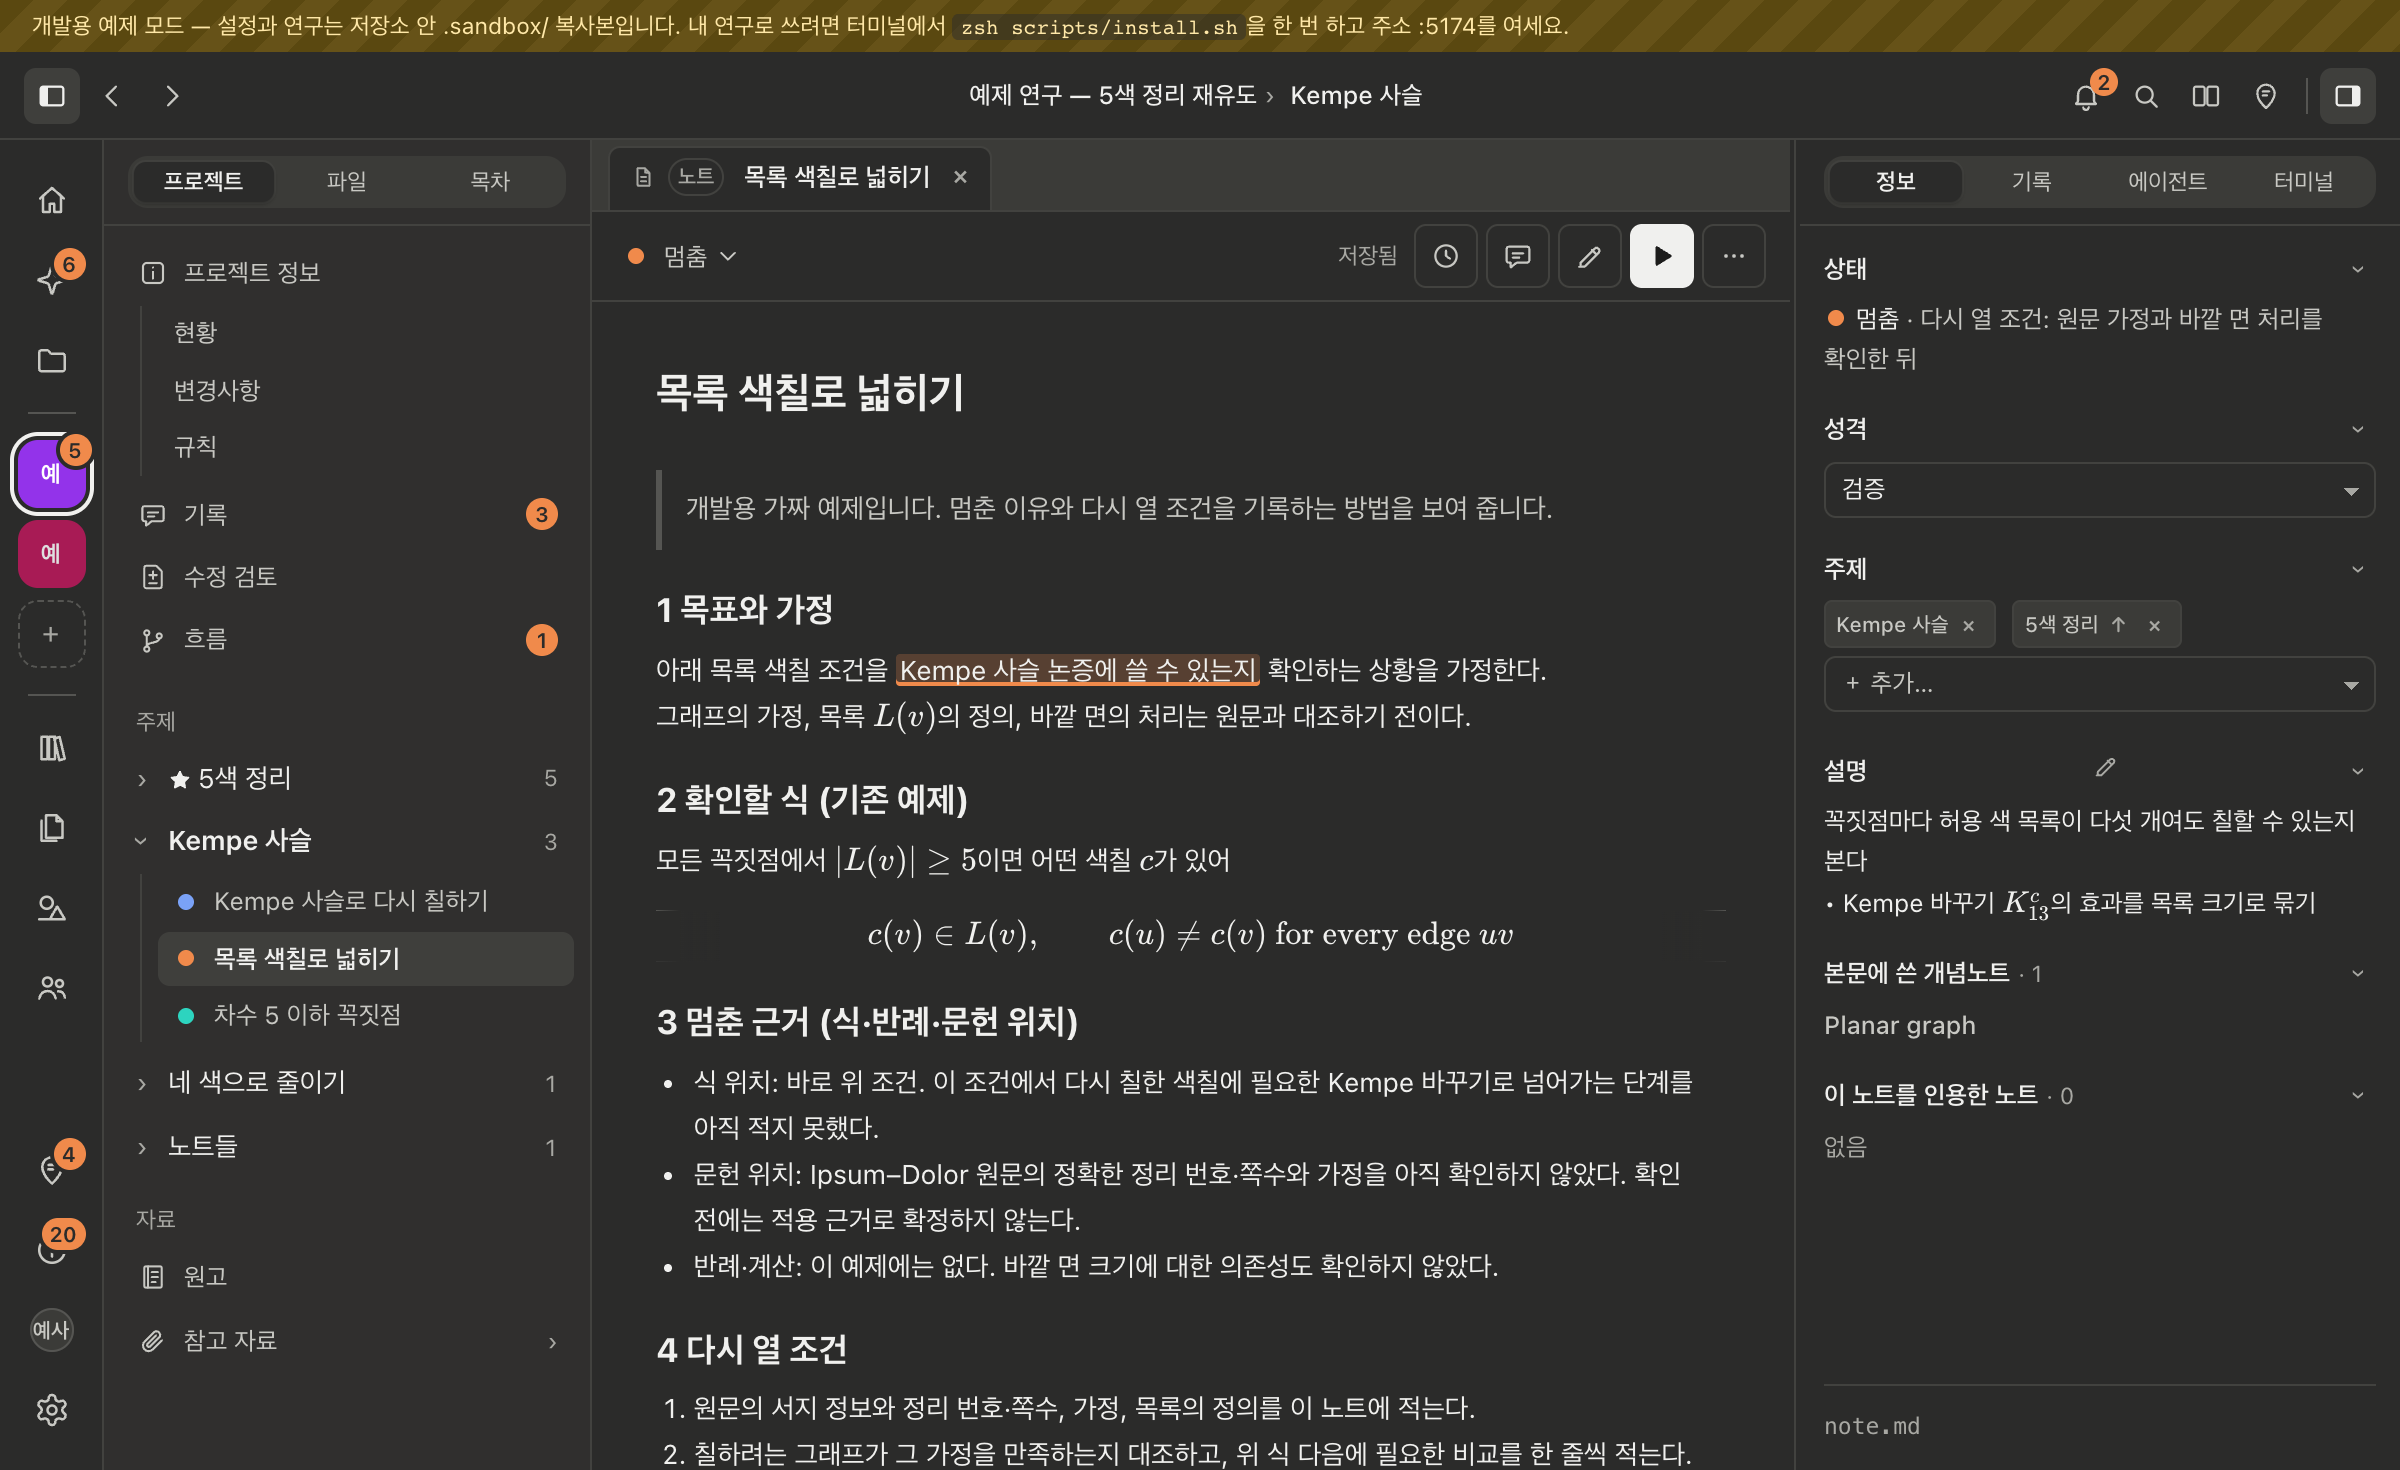 개발용 예제 모드 — 설정과 연구는 저장소 안 .sandbox/ 복사본입니다. 내 연구로 쓰려면 터미널에서 zsh scripts/install.sh을 한 번 하고 주소 :5174를 여세요.
예제 연구 — 5색 정리 재유도 › Kempe 사슬
2
6
5
예
예
+
4
20
예사
프로젝트 파일 목차
프로젝트 정보
현황
변경사항
규칙
기록 3
수정 검토
흐름 1
주제
› ★ 5색 정리 5
Kempe 사슬 3
Kempe 사슬로 다시 칠하기
목록 색칠로 넓히기
차수 5 이하 꼭짓점
› 네 색으로 줄이기 1
› 노트들 1
자료
원고
참고 자료 ›
노트 목록 색칠로 넓히기 ×
멈춤 저장됨 ···
목록 색칠로 넓히기
개발용 가짜 예제입니다. 멈춘 이유와 다시 열 조건을 기록하는 방법을 보여 줍니다.
1 목표와 가정
아래 목록 색칠 조건을 Kempe 사슬 논증에 쓸 수 있는지 확인하는 상황을 가정한다.
그래프의 가정, 목록 L(v)의 정의, 바깥 면의 처리는 원문과 대조하기 전이다.
2 확인할 식 (기존 예제)
모든 꼭짓점에서 |L(v)| ≥ 5이면 어떤 색칠 c가 있어
c(v) ∈ L(v), c(u) ≠ c(v) for every edge uv
3 멈춘 근거 (식·반례·문헌 위치)
• 식 위치: 바로 위 조건. 이 조건에서 다시 칠한 색칠에 필요한 Kempe 바꾸기로 넘어가는 단계를
아직 적지 못했다.
• 문헌 위치: Ipsum–Dolor 원문의 정확한 정리 번호·쪽수와 가정을 아직 확인하지 않았다. 확인
전에는 적용 근거로 확정하지 않는다.
• 반례·계산: 이 예제에는 없다. 바깥 면 크기에 대한 의존성도 확인하지 않았다.
4 다시 열 조건
1. 원문의 서지 정보와 정리 번호·쪽수, 가정, 목록의 정의를 이 노트에 적는다.
2. 칠하려는 그래프가 그 가정을 만족하는지 대조하고, 위 식 다음에 필요한 비교를 한 줄씩 적는다.
정보 기록 에이전트 터미널
상태
멈춤 · 다시 열 조건: 원문 가정과 바깥 면 처리를
확인한 뒤
성격
검증
주제
Kempe 사슬 × 5색 정리 ↑ ×
+ 추가...
설명
꼭짓점마다 허용 색 목록이 다섯 개여도 칠할 수 있는지
본다
• Kempe 바꾸기 K_{13}^c의 효과를 목록 크기로 묶기
본문에 쓴 개념노트 · 1
Planar graph
이 노트를 인용한 노트 · 0
없음
note.md